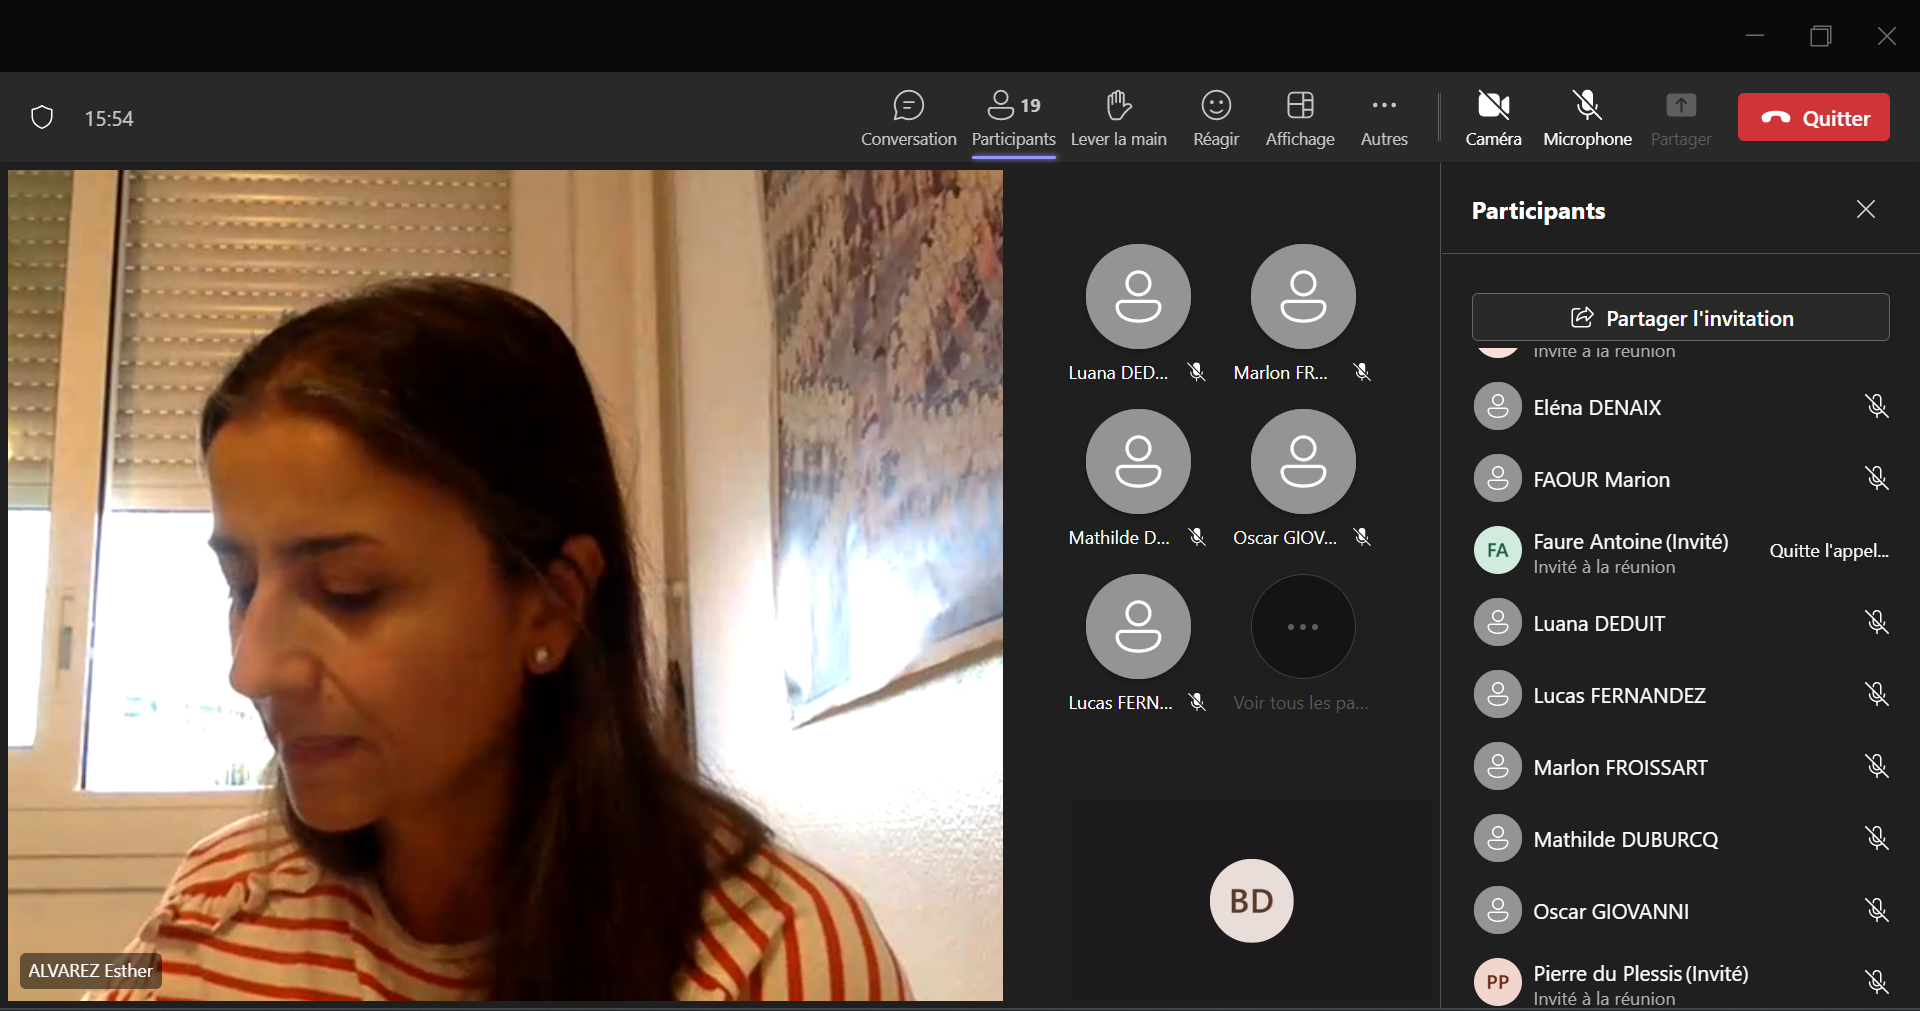 15:54
Conversation
Participants 19
Lever la main
Réagir
Affichage
Autres
Caméra
Microphone
Partager
Quitter
ALVAREZ Esther
Luana DED...
Marlon FR...
Mathilde D...
Oscar GIOV...
Lucas FERN...
Voir tous les pa...
BD
Participants
Partager l'invitation
Invité à la réunion
Eléna DENAIX
FAOUR Marion
FA
Faure Antoine (Invité)
Invité à la réunion
Quitte l'appel...
Luana DEDUIT
Lucas FERNANDEZ
Marlon FROISSART
Mathilde DUBURCQ
Oscar GIOVANNI
PP
Pierre du Plessis (Invité)
Invité à la réunion